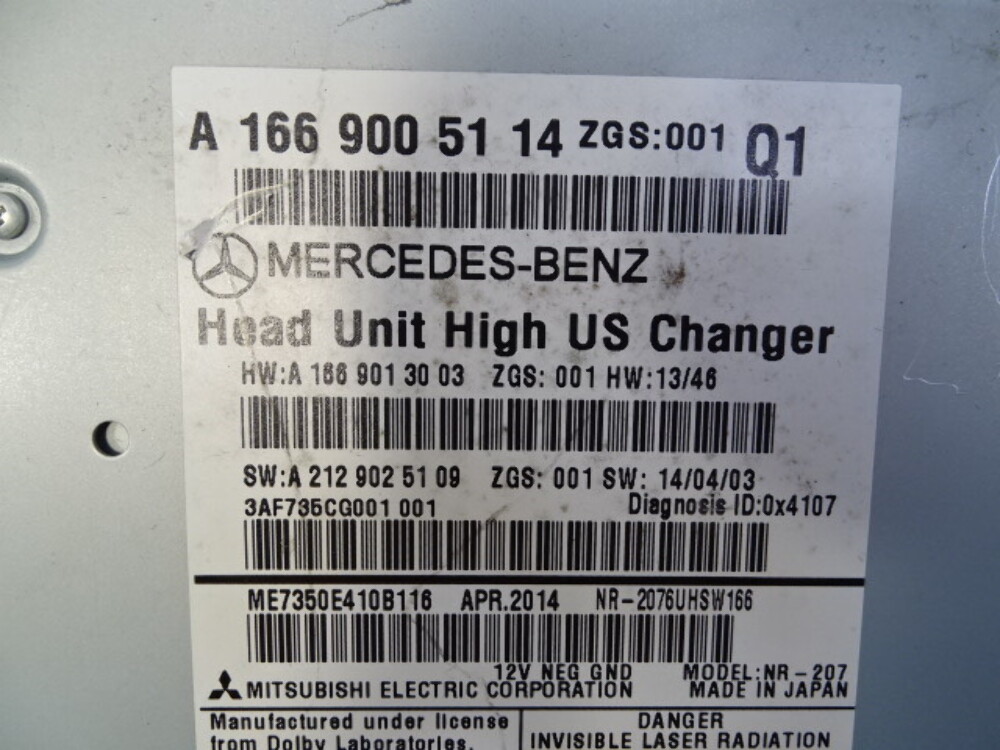 A 166 900 51 14 ZGS:001 Q1
MERCEDES-BENZ
Head Unit High US Changer
HW:A 166 901 30 03 ZGS: 001 HW:13/46
SW:A 212 902 51 09 ZGS: 001 SW: 14/04/03
3AF735CG001 001 Diagnosis ID:0x4107
ME7350E410B116 APR.2014 NR-2076UHSW166
12V NEG GND MODEL:NR-207
MITSUBISHI ELECTRIC CORPORATION MADE IN JAPAN
Manufactured under license
from Dolby Laboratories.
DANGER
INVISIBLE LASER RADIATION